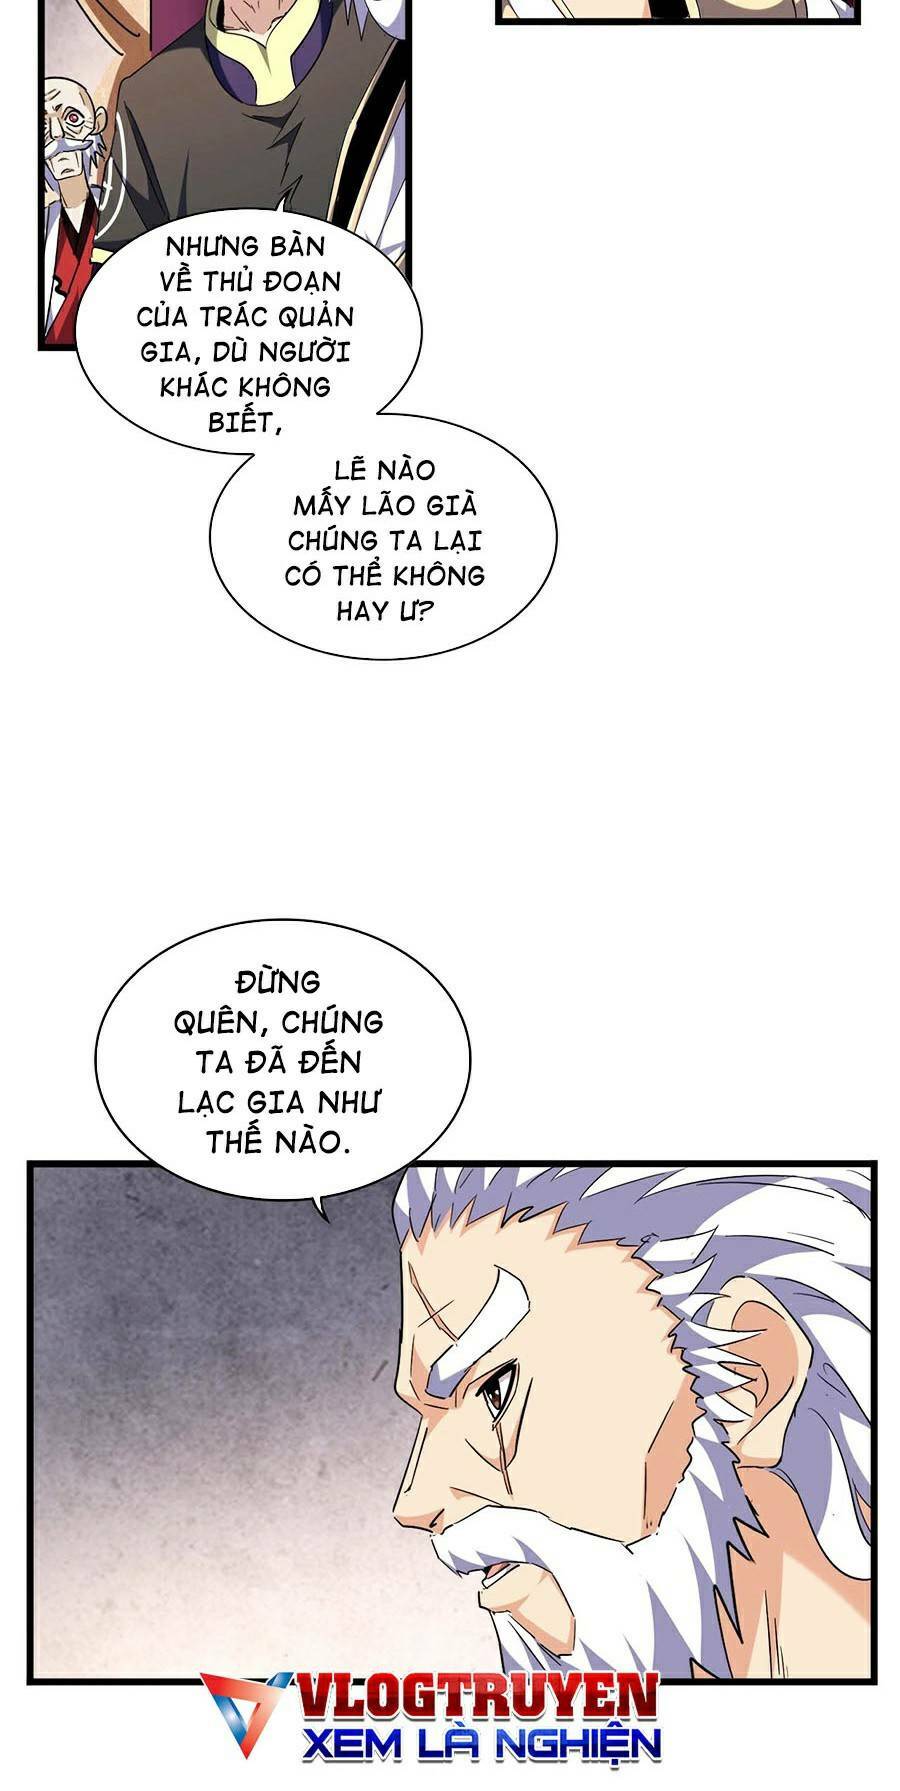 NHƯNG BÀN
VỀ THỦ ĐOẠN
CỦA TRÁC QUẢN
GIA, DÙ NGƯỜI
KHÁC KHÔNG
BIẾT,
LẼ NÀO
MẤY LÃO GIÀ
CHÚNG TA LẠI
CÓ THỂ KHÔNG
HAY Ư?
ĐỪNG
QUÊN, CHÚNG
TA ĐÃ ĐẾN
LẠC GIA NHƯ
THẾ NÀO.
VLOGTRUYEN
XEM LÀ NGHIỆN